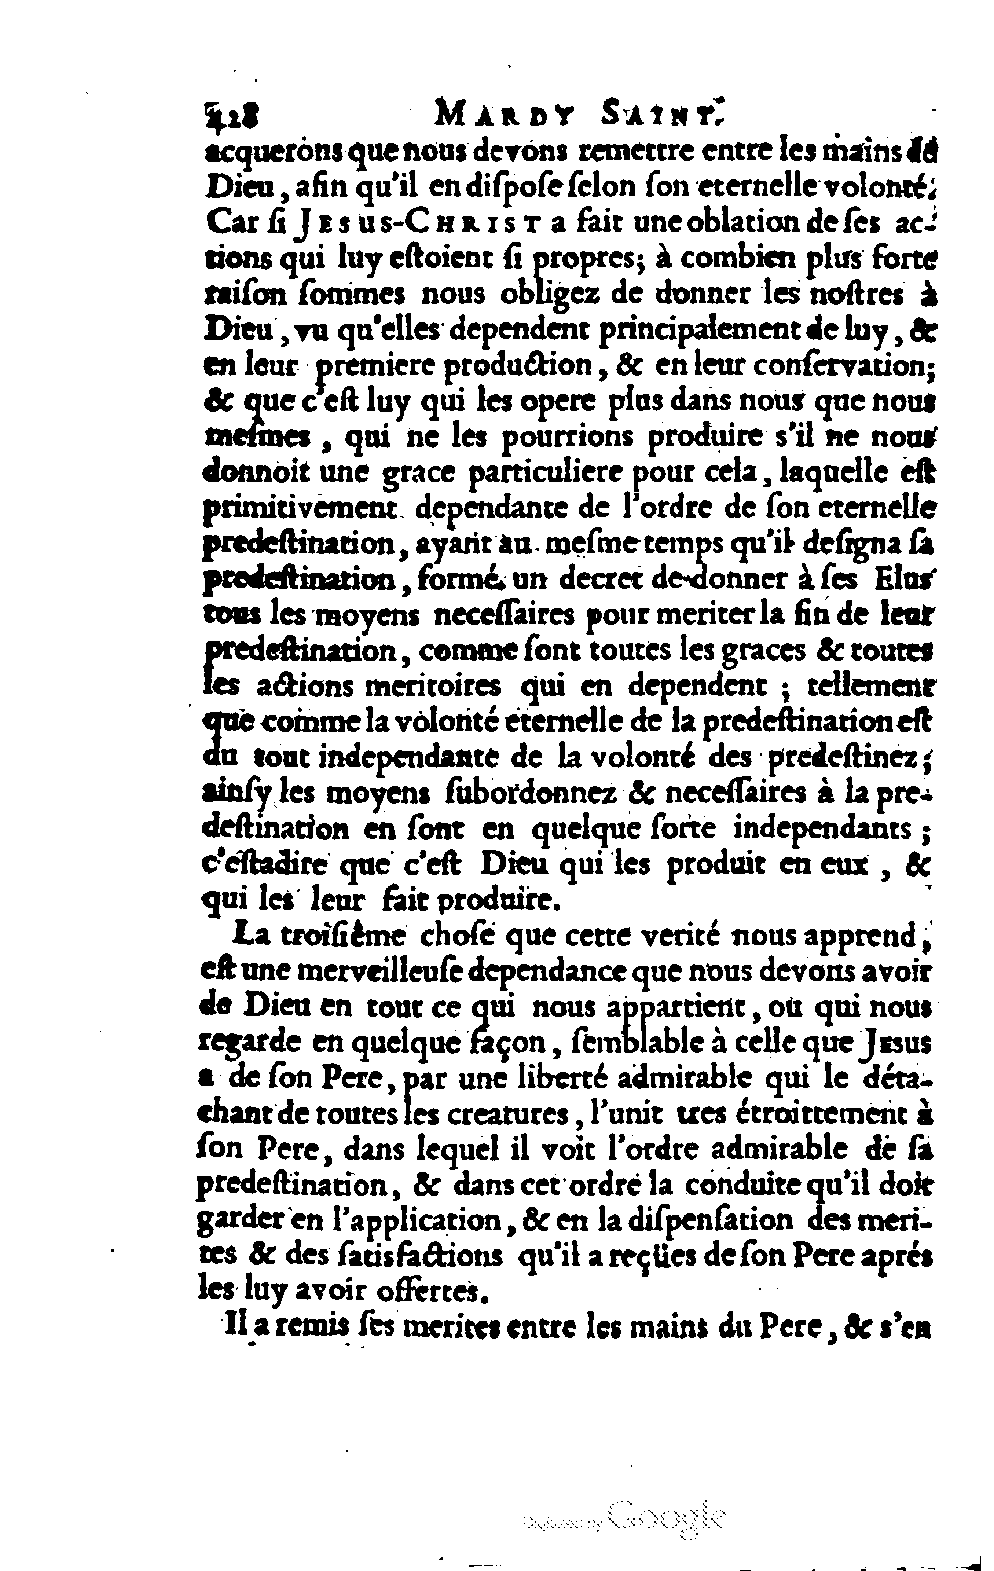 428 MARDY SAINT.
acquerons que nous devons remettre entre les mains de
Dieu, afin qu'il en diſpoſe ſelon ſon eternelle volonté;
Car ſi JESUS-CHRIST a fait une oblation de ſes ac-
tions qui luy eſtoient ſi propres; à combien plus forte
raiſon ſommes nous obligez de donner les noſtres à
Dieu, vu qu'elles dependent principalement de luy, &
en leur premiere production, & en leur conſervation;
& que c'eſt luy qui les opere plus dans nous que nous
meſmes, qui ne les pourrions produire s'il ne nous
donnoit une grace particuliere pour cela, laquelle eſt
primitivement dependante de l'ordre de ſon eternelle
predeſtination, ayant au meſme temps qu'il deſigna ſa
predeſtination, formé un decret de donner à ſes Elus
tous les moyens neceſſaires pour meriter la fin de leur
predeſtination, comme ſont toutes les graces & toutes
les actions meritoires qui en dependent; tellement
que comme la volonté eternelle de la predeſtination eſt
du tout independante de la volonté des predeſtinez;
ainſy les moyens ſubordonnez & neceſſaires à la pre-
deſtination en ſont en quelque ſorte independants;
c'eſtadire que c'eſt Dieu qui les produit en eux, &
qui les leur fait produire.
La troiſiême choſe que cette verité nous apprend,
eſt une merveilleuſe dependance que nous devons avoir
de Dieu en tout ce qui nous appartient, ou qui nous
regarde en quelque façon, ſemblable à celle que JESUS
a de ſon Pere, par une liberté admirable qui le déta-
chant de toutes les creatures, l'unit tres étroittement à
ſon Pere, dans lequel il voit l'ordre admirable de ſa
predeſtination, & dans cet ordre la conduite qu'il doit
garder en l'application, & en la diſpenſation des meri-
tes & des ſatisfactions qu'il a reçües de ſon Pere aprés
les luy avoir offertes.
Il a remis ſes merites entre les mains du Pere, & s'en
Digitized by Google